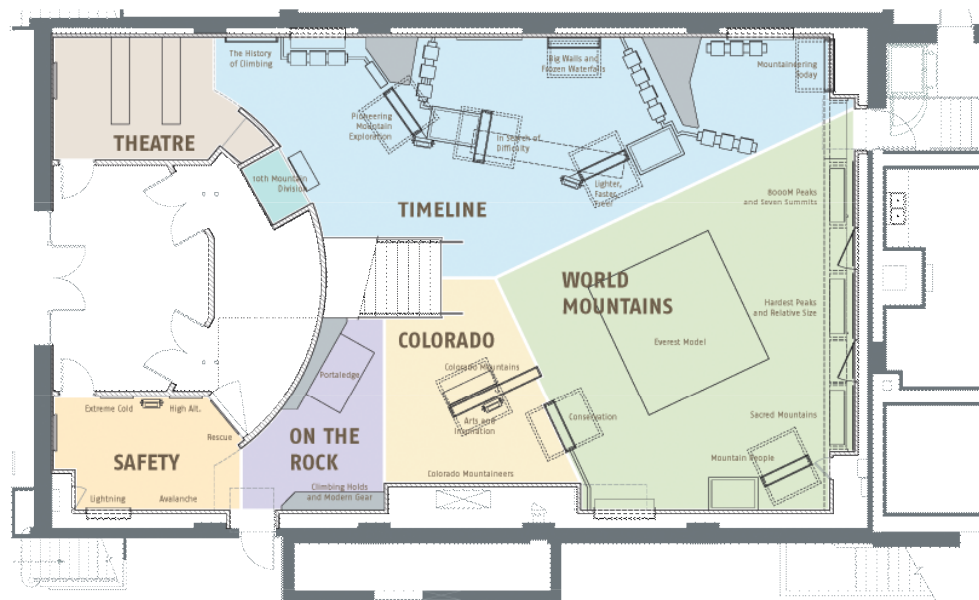 The History
of Climbing
Big Walls and
Frozen Waterfalls
Mountaineering
Today
Pioneering
Mountain
Exploration
In Search of
Difficulty
THEATRE
10th Mountain
Division
Lighter,
Faster,
TIMELINE
8000M Peaks
and Seven Summits
WORLD
MOUNTAINS
Hardest Peaks
and Relative Size
Everest Model
COLORADO
Colorado Mountains
Portaledge
Extreme Cold
High Alt.
Rescue
Arts and
Inspiration
Conservation
Sacred Mountains
ON THE
ROCK
SAFETY
Mountain People
Colorado Mountaineers
Climbing Holds
and Modern Gear
Lightning
Avalanche